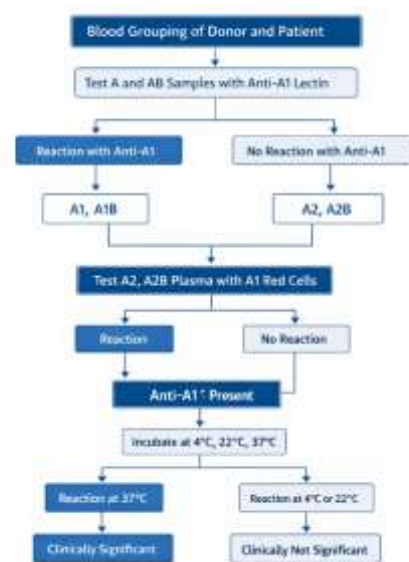 Blood Grouping of Donor and Patient
Test A and AB Samples with Anti-A1 Lectin
Reaction with Anti-A1
No Reaction with Anti-A1
A1, A1B
A2, A2B
Test A2, A2B Plasma with A1 Red Cells
Reaction
No Reaction
Anti-A1 Present
Incubate at 4°C, 22°C, 37°C
Reaction at 37°C
Reaction at 4°C or 22°C
Clinically Significant
Clinically Not Significant